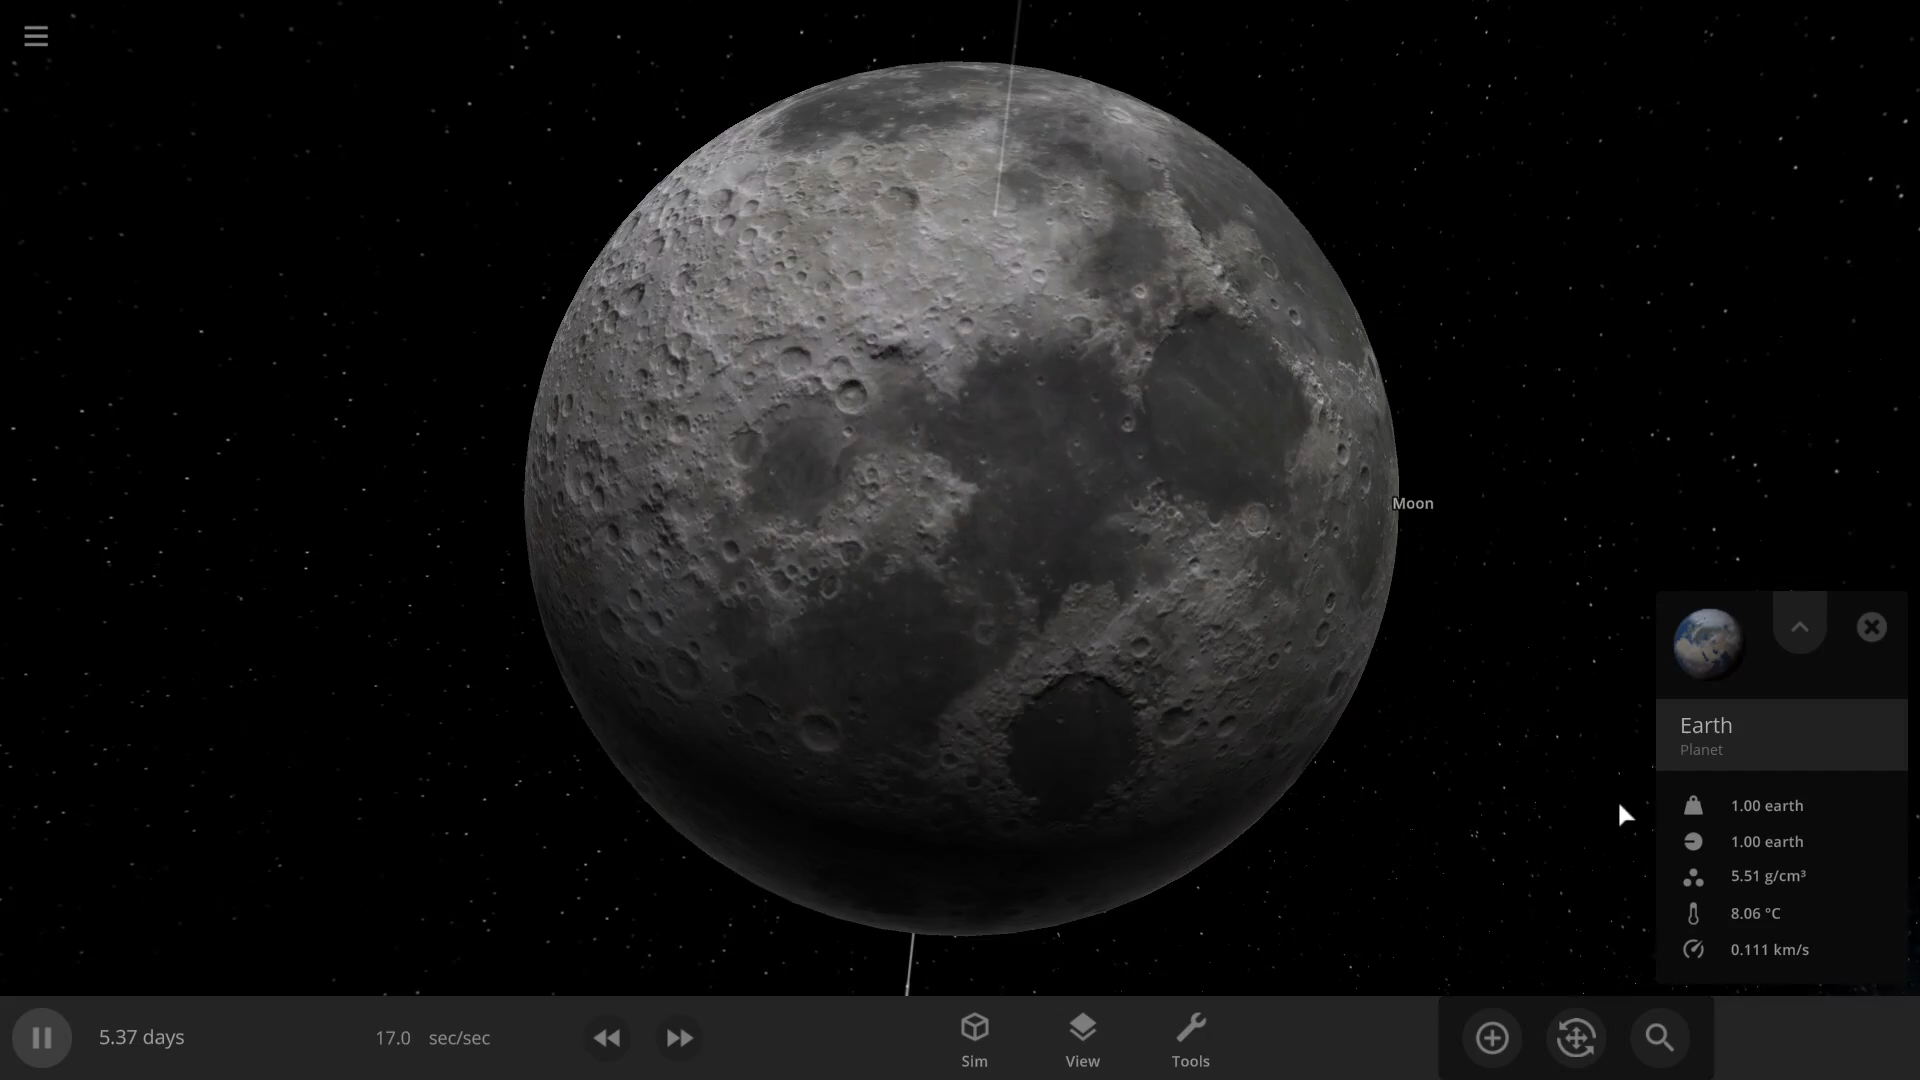 Moon
Earth
Planet
1.00 earth
1.00 earth
5.51 g/cm³
8.06 °C
0.111 km/s
5.37 days
17.0 sec/sec
Sim
View
Tools